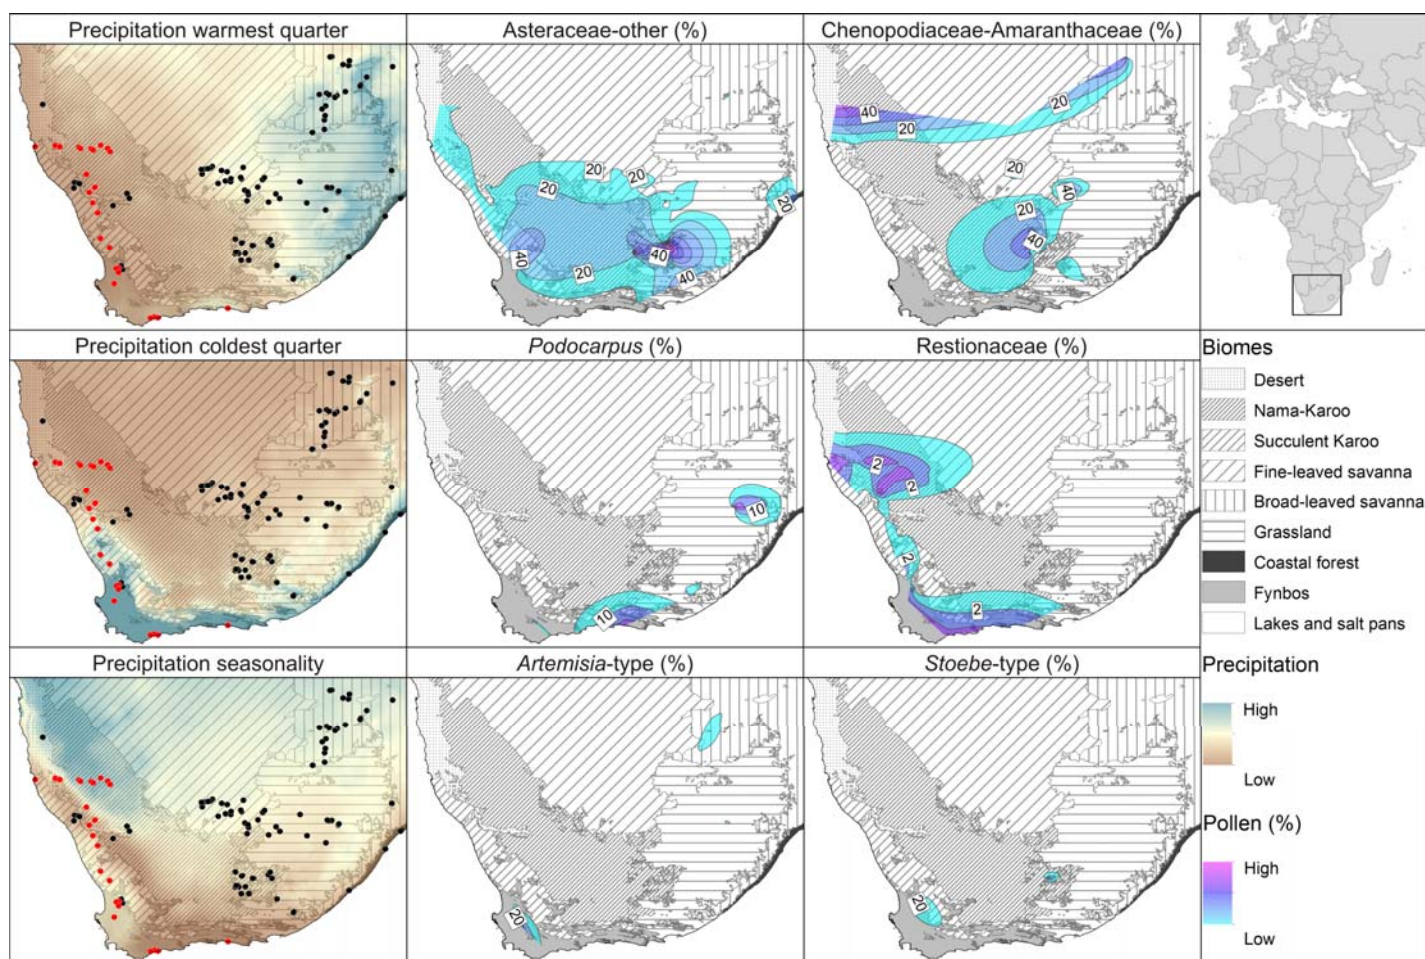 Precipitation warmest quarter
Asteraceae-other (%)
Chenopodiaceae-Amaranthaceae (%)
20
20
20
20
40
20
40
40
20
40
20
20
20
20
40
40
Precipitation coldest quarter
Podocarpus (%)
Restionaceae (%)
10
10
2
2
2
2
Precipitation seasonality
Artemisia-type (%)
Stoebe-type (%)
20
20
Biomes
Desert
Nama-Karoo
Succulent Karoo
Fine-leaved savanna
Broad-leaved savanna
Grassland
Coastal forest
Fynbos
Lakes and salt pans
Precipitation
High
Low
Pollen (%)
High
Low